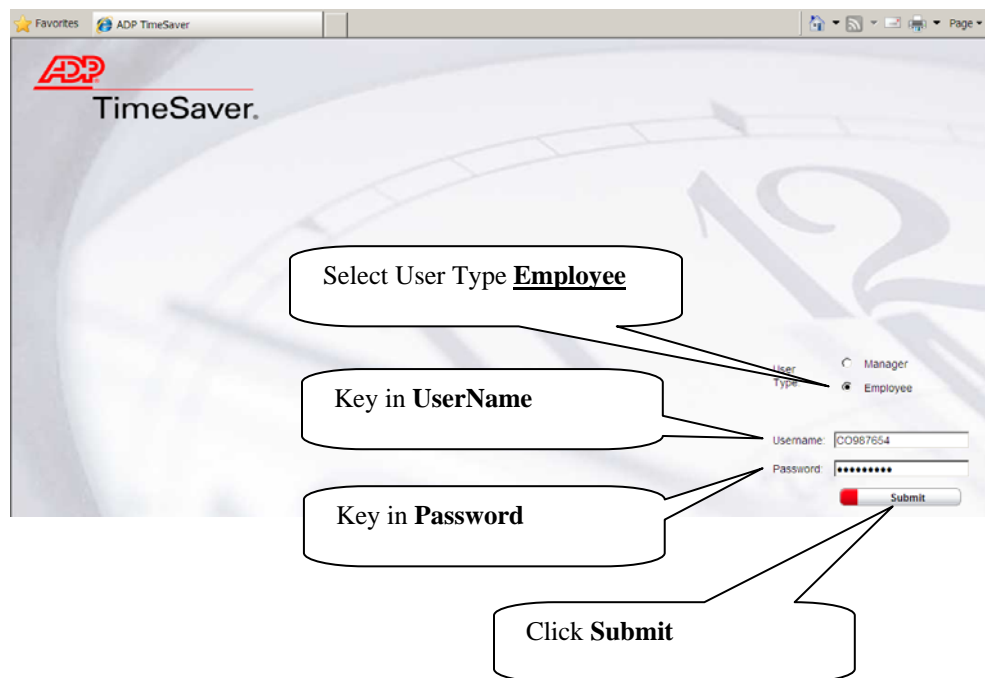 Favorites ADP TimeSaver Page
ADP
TimeSaver.
12
Select User Type Employee
User Type
Manager
Employee
Key in UserName
Username: CO987654
Password: •••••••••
Submit
Key in Password
Click Submit